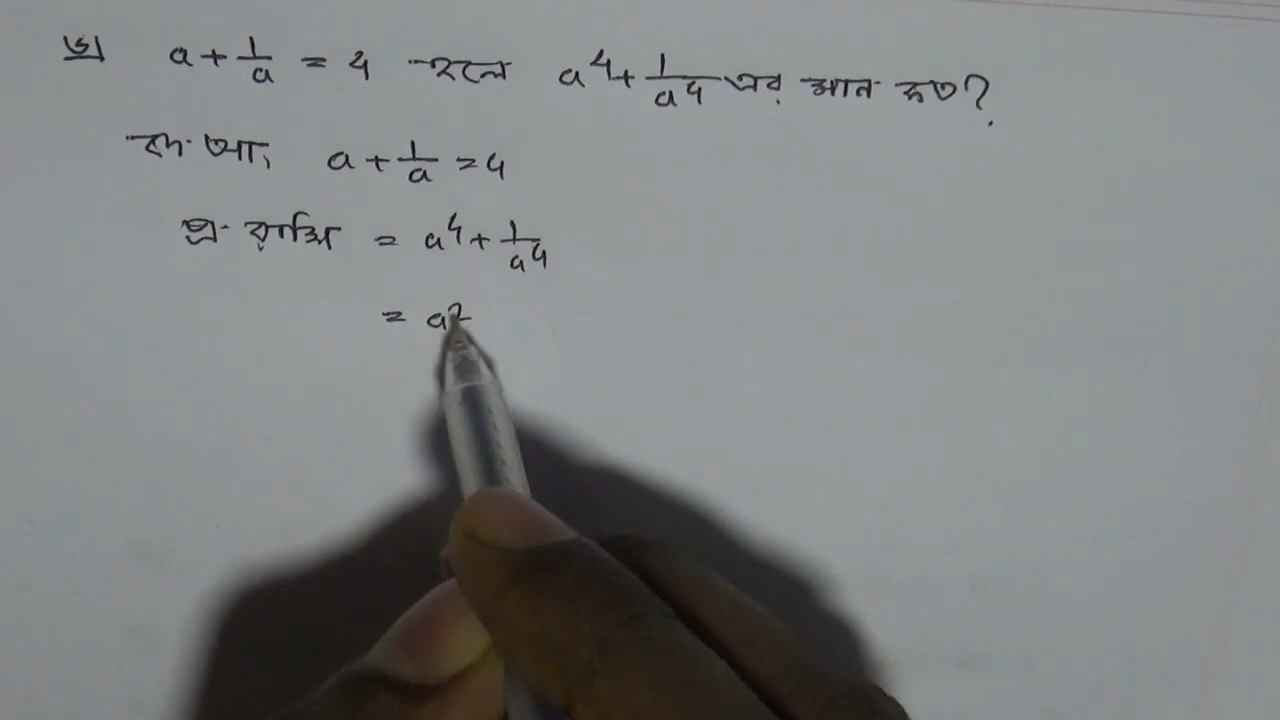 ড। a + 1/a = 4 হলে a⁴ + 1/a⁴ এর মান কত?
দে. আ, a + 1/a = 4
প্র. রাশি = a⁴ + 1/a⁴
= a²